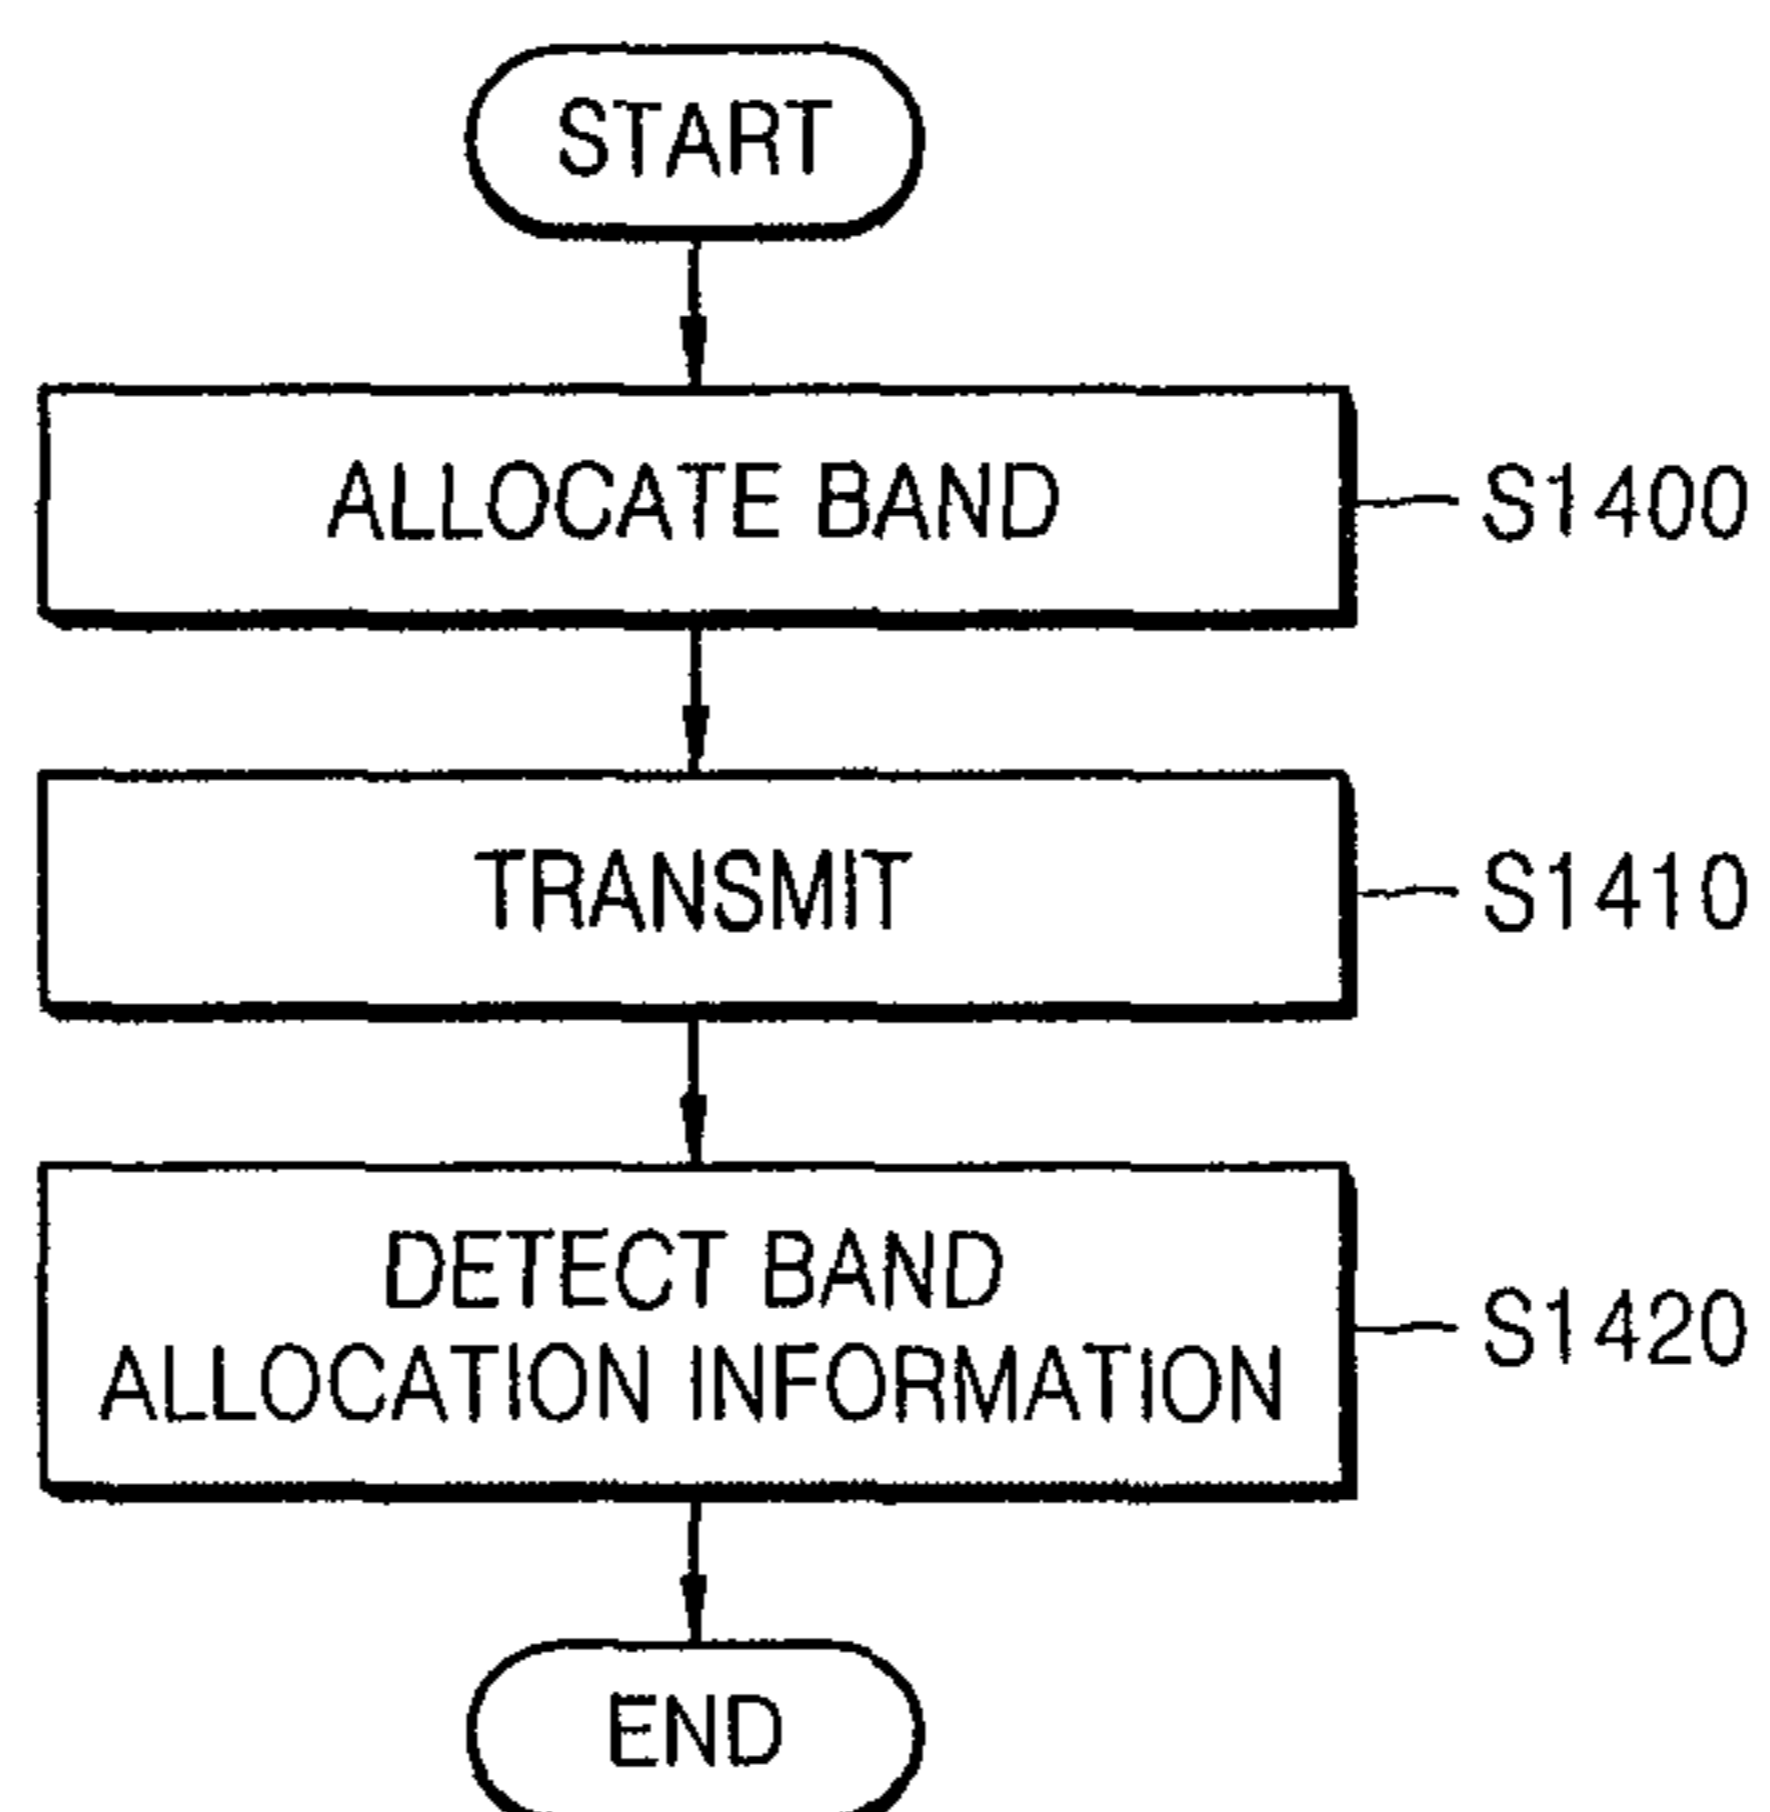 START
ALLOCATE BAND
S1400
TRANSMIT
S1410
DETECT BAND
ALLOCATION INFORMATION
S1420
END